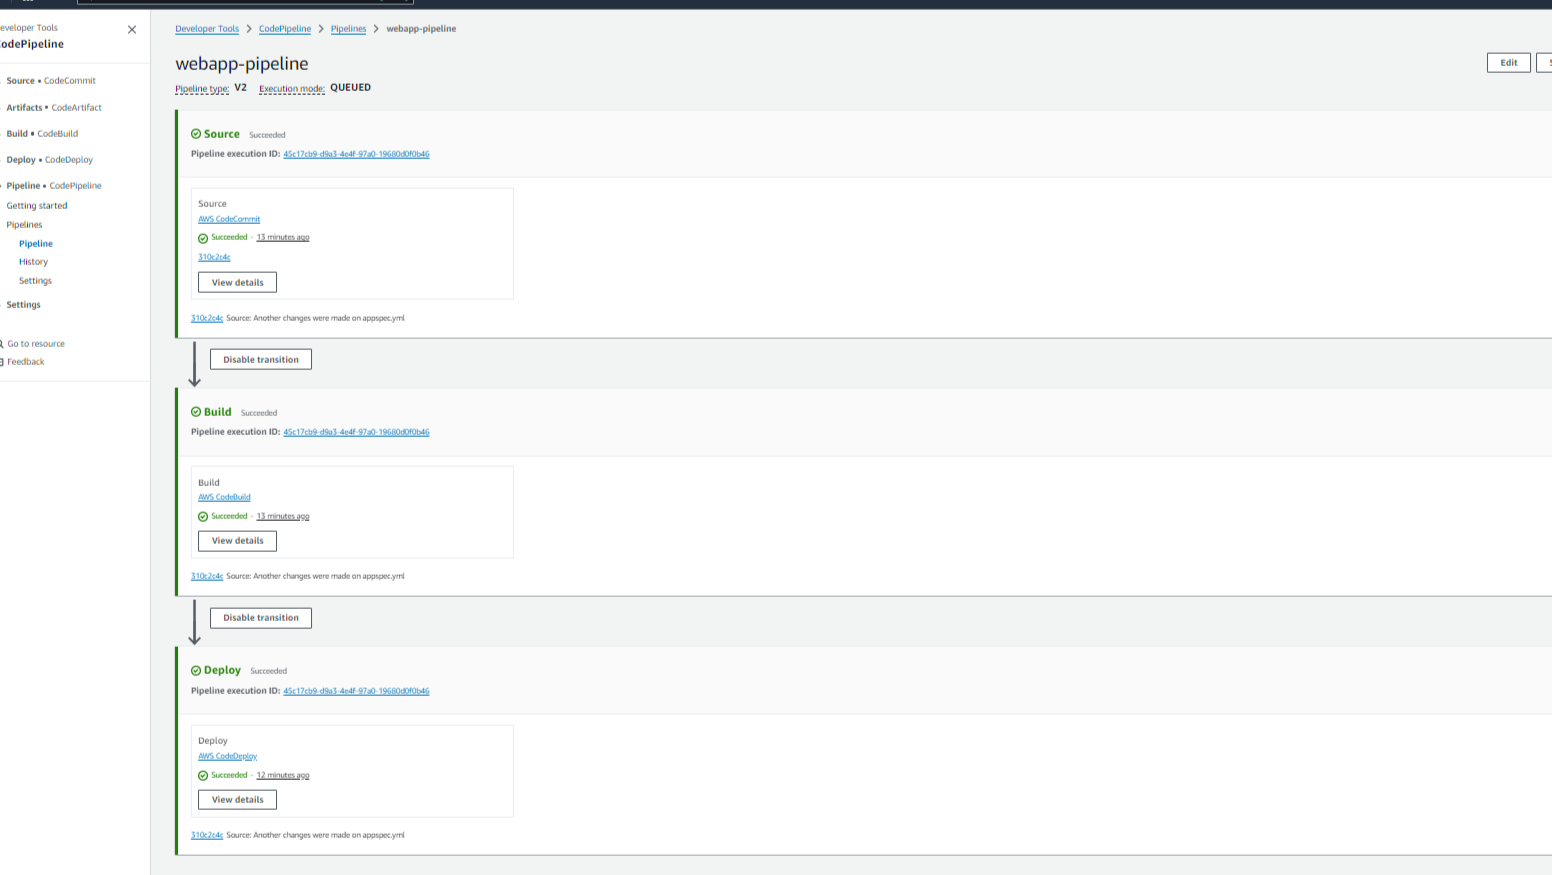 eveloper Tools
CodePipeline
Source • CodeCommit
Artifacts • CodeArtifact
Build • CodeBuild
Deploy • CodeDeploy
Pipeline • CodePipeline
Getting started
Pipelines
Pipeline
History
Settings
Settings
Go to resource
Feedback
Developer Tools > CodePipeline > Pipelines > webapp-pipeline
webapp-pipeline
Edit
Pipeline type: V2 Execution mode: QUEUED
Source Succeeded
Pipeline execution ID: 45c17cb9-d9a3-4e4f-97a0-19680d0f0b46
Source
AWS CodeCommit
Succeeded - 13 minutes ago
310c2c4c
View details
310c2c4c Source: Another changes were made on appspec.yml
Disable transition
Build Succeeded
Pipeline execution ID: 45c17cb9-d9a3-4e4f-97a0-19680d0f0b46
Build
AWS CodeBuild
Succeeded - 13 minutes ago
View details
310c2c4c Source: Another changes were made on appspec.yml
Disable transition
Deploy Succeeded
Pipeline execution ID: 45c17cb9-d9a3-4e4f-97a0-19680d0f0b46
Deploy
AWS CodeDeploy
Succeeded - 12 minutes ago
View details
310c2c4c Source: Another changes were made on appspec.yml